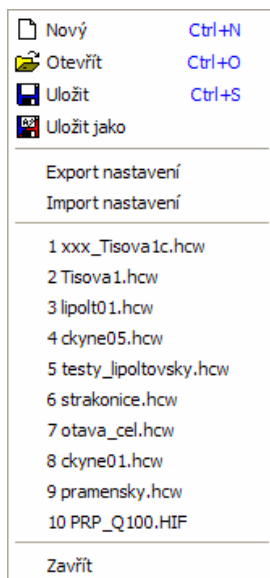 Nový Ctrl+N
Otevřít Ctrl+O
Uložit Ctrl+S
Uložit jako
Export nastavení
Import nastavení
1 xxx_Tisova1c.hcw
2 Tisova1.hcw
3 lipolt01.hcw
4 ckyne05.hcw
5 testy_lipoltovsky.hcw
6 strakonice.hcw
7 otava_cel.hcw
8 ckyne01.hcw
9 pramensky.hcw
10 PRP_Q100.HIF
Zavřít